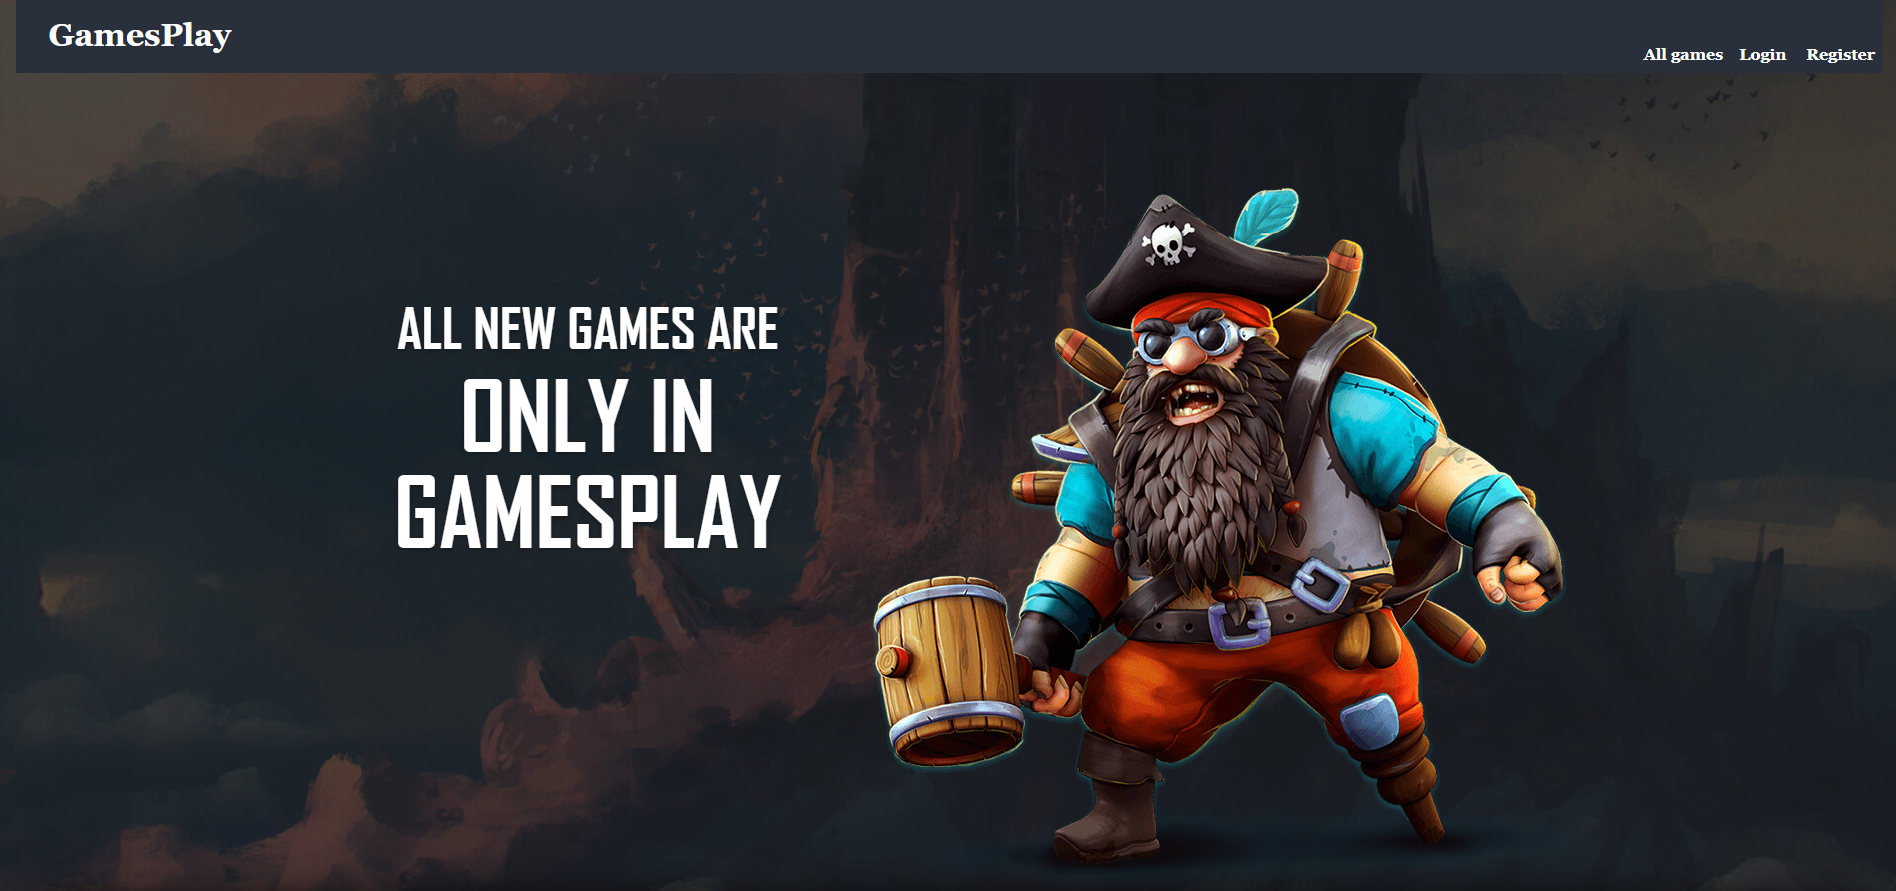 GamesPlay
All games Login Register
ALL NEW GAMES ARE
ONLY IN
GAMESPLAY